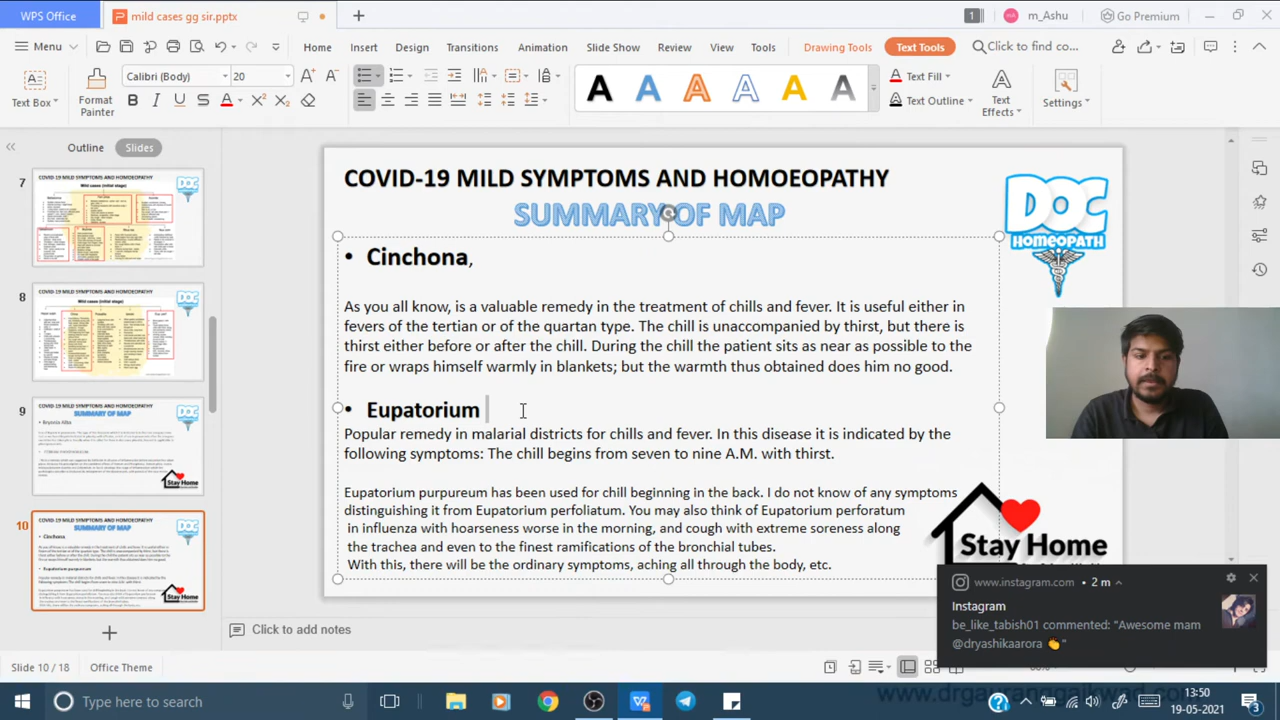 WPS Office
mild cases gg sir.pptx
1
m_Ashu
Go Premium
Menu
Home
Insert
Design
Transitions
Animation
Slide Show
Review
View
Tools
Drawing Tools
Text Tools
Click to find co...
Text Box
Format Painter
Calibri (Body)
20
Text Fill
Text Outline
Text Effects
Settings
Outline
Slides
7
8
9
10
COVID-19 MILD SYMPTOMS AND HOMOEOPATHY
SUMMARY OF MAP
• Cinchona,
As you all know, is a valuable remedy in the treatment of chills and fever. It is useful either in
fevers of the tertian or of the quartan type. The chill is unaccompanied by thirst, but there is
thirst either before or after the chill. During the chill the patient sits as near as possible to the
fire or wraps himself warmly in blankets; but the warmth thus obtained does him no good.
• Eupatorium
Popular remedy in malarial districts for chills and fever. In this disease it is indicated by the
following symptoms: The chill begins from seven to nine AM and the thirst.
Eupatorium purpureum has been used for chill beginning in the back. I do not know of any symptoms
distinguishing it from Euparium perfoliatum. You may also think of Eupatorium perforatum
in influenza with hoarseness, worse in the morning, and cough with extreme soreness along
the trachea and even down the ramifications of the bronchial tubes.
With this, there will be the ordinary symptoms, aching all through the body, etc.
DOC
HOMEOPATH
Stay Home
www.instagram.com • 2 m
Instagram
be_like_tabish01 commented: "Awesome mam
@dryashikaarora 👏"
Click to add notes
Slide 10 / 18
Office Theme
Type here to search
13:50
19-05-2021
3
www.drgauranggaikwad.com